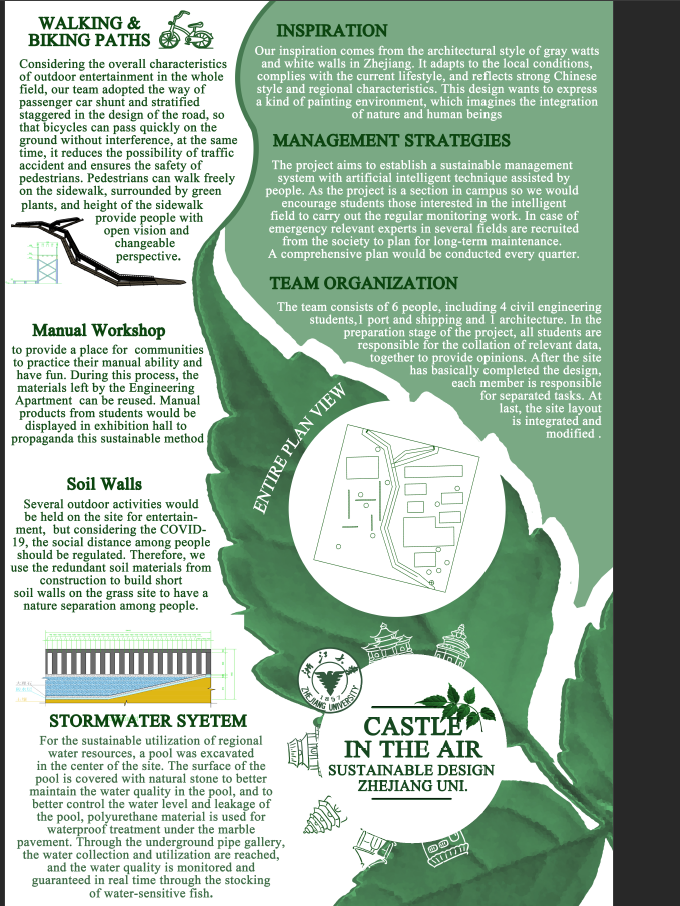 WALKING &
BIKING PATHS
Considering the overall characteristics
of outdoor entertainment in the whole
field, our team adopted the way of
passenger car shunt and stratified
staggered in the design of the road, so
that bicycles can pass quickly on the
ground without interference, at the same
time, it reduces the possibility of traffic
accident and ensures the safety of
pedestrians. Pedestrians can walk freely
on the sidewalk, surrounded by green
plants, and height of the sidewalk
provide people with
open vision and
changeable
perspective.
Manual Workshop
to provide a place for communities
to practice their manual ability and
have fun. During this process, the
materials left by the Engineering
Apartment can be reused. Manual
products from students would be
displayed in exhibition hall to
propaganda this sustainable method
Soil Walls
Several outdoor activities would
be held on the site for entertain-
ment, but considering the COVID-
19, the social distance among people
should be regulated. Therefore, we
use the redundant soil materials from
construction to build short
soil walls on the grass site to have a
nature separation among people.
STORMWATER SYETEM
For the sustainable utilization of regional
water resources, a pool was excavated
in the center of the site. The surface of the
pool is covered with natural stone to better
maintain the water quality in the pool, and to
better control the water level and leakage of
the pool, polyurethane material is used for
waterproof treatment under the marble
pavement. Through the underground pipe gallery,
the water collection and utilization are reached,
and the water quality is monitored and
guaranteed in real time through the stocking
of water-sensitive fish.
INSPIRATION
Our inspiration comes from the architectural style of gray watts
and white walls in Zhejiang. It adapts to the local conditions,
complies with the current lifestyle, and reflects strong Chinese
style and regional characteristics. This design wants to express
a kind of painting environment, which imagines the integration
of nature and human beings
MANAGEMENT STRATEGIES
The project aims to establish a sustainable management
system with artificial intelligent technique assisted by
people. As the project is a section in campus so we would
encourage students those interested in the intelligent
field to carry out the regular monitoring work. In case of
emergency relevant experts in several fields are recruited
from the society to plan for long-term maintenance.
A comprehensive plan would be conducted every quarter.
TEAM ORGANIZATION
The team consists of 6 people, including 4 civil engineering
students,1 port and shipping and 1 architecture. In the
preparation stage of the project, all students are
responsible for the collation of relevant data,
together to provide opinions. After the site
has basically completed the design,
each member is responsible
for separated tasks. At
last, the site layout
is integrated and
modified .
ENTIRE PLAN VIEW
1897
ZHEJIANG UNIVERSITY
CASTLE
IN THE AIR
SUSTAINABLE DESIGN
ZHEJIANG UNI.